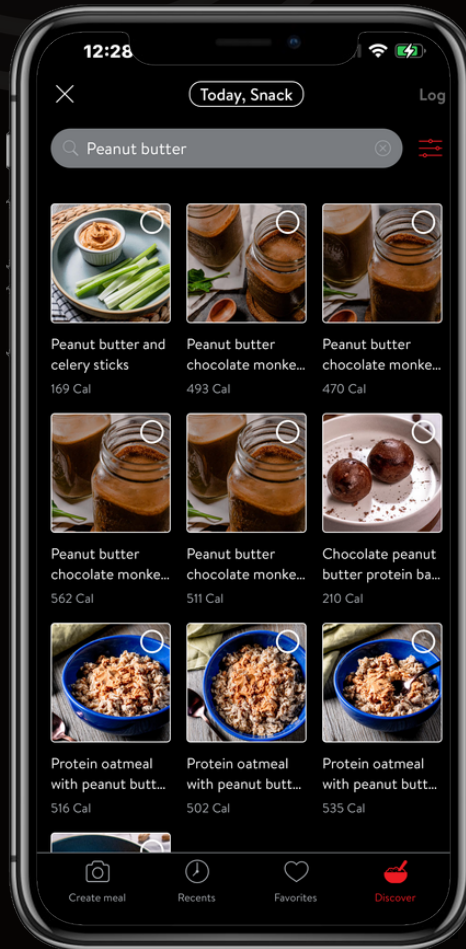 12:28
Today, Snack
Log
Peanut butter
Peanut butter and
celery sticks
169 Cal
Peanut butter
chocolate monke...
493 Cal
Peanut butter
chocolate monke...
470 Cal
Peanut butter
chocolate monke...
562 Cal
Peanut butter
chocolate monke...
511 Cal
Chocolate peanut
butter protein ba...
210 Cal
Protein oatmeal
with peanut butt...
516 Cal
Protein oatmeal
with peanut butt...
502 Cal
Protein oatmeal
with peanut butt...
535 Cal
Create meal
Recents
Favorites
Discover